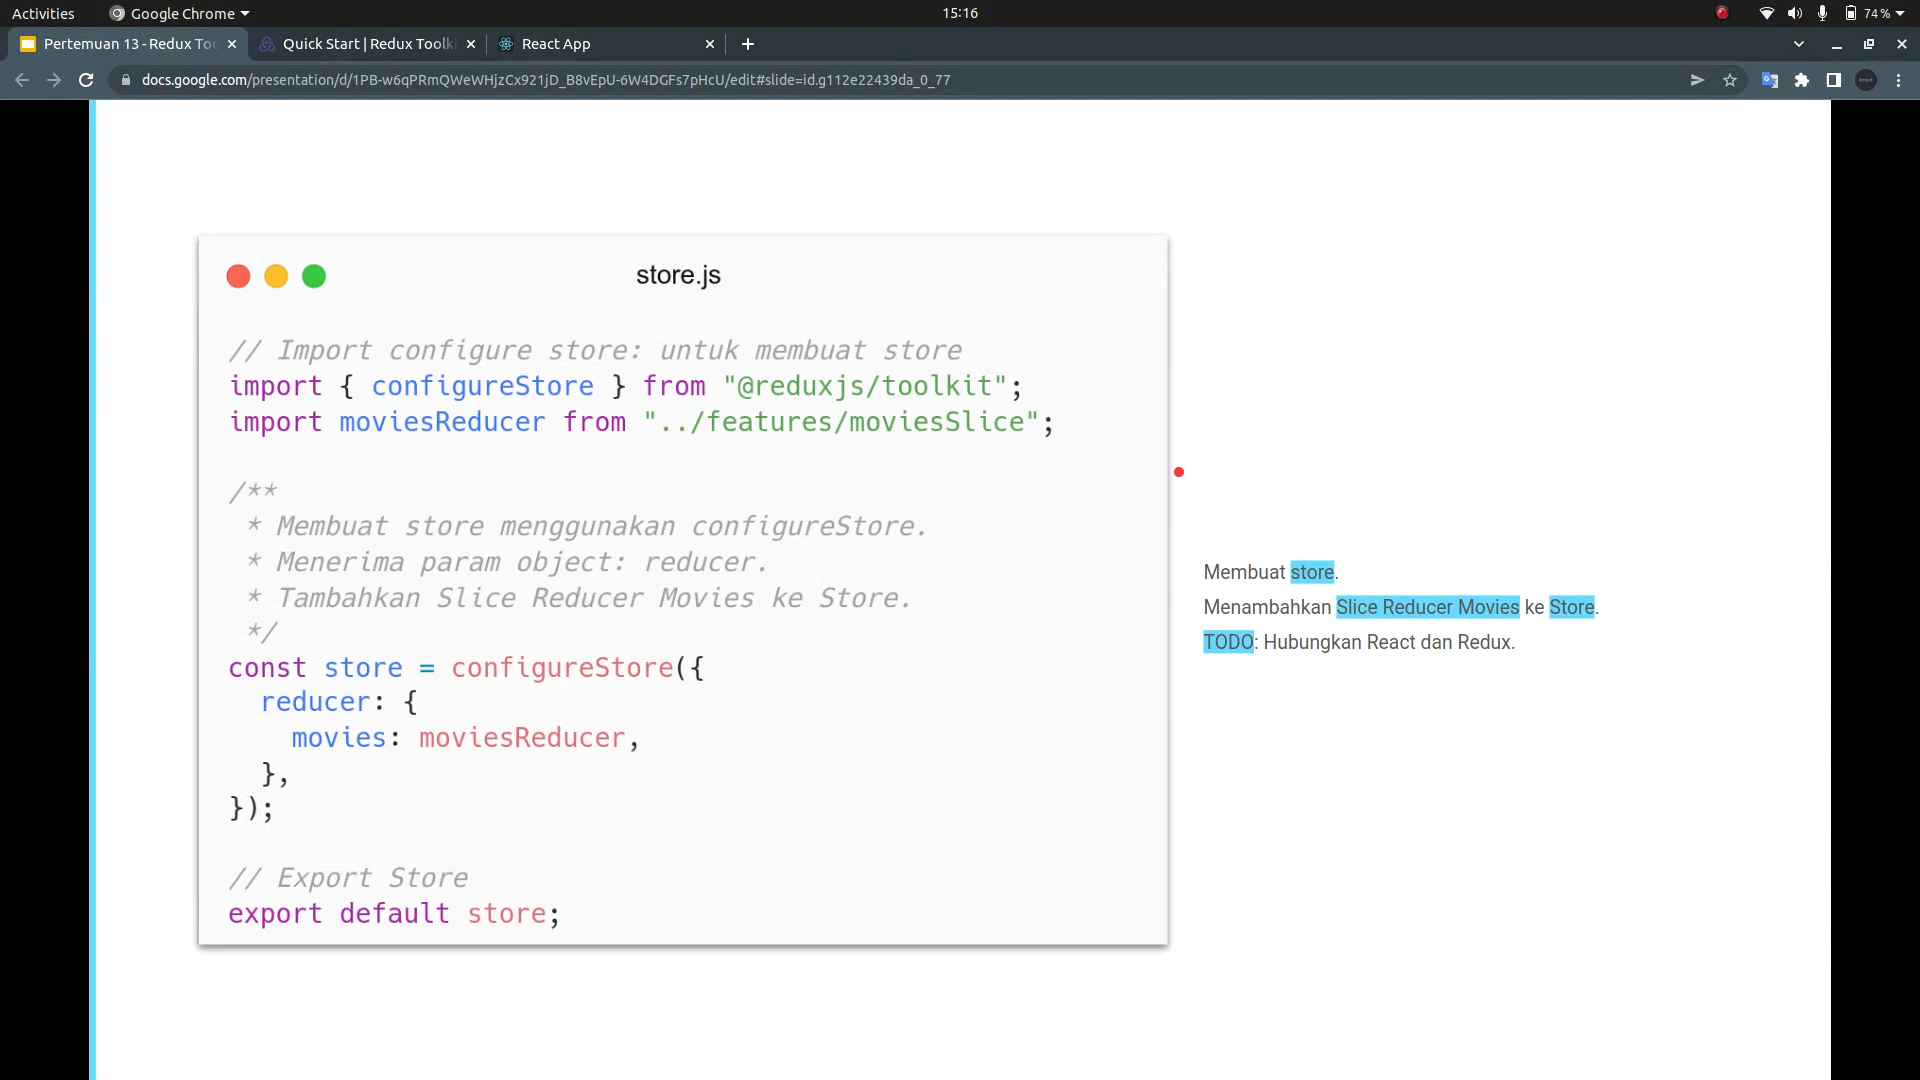 Activities
Google Chrome
15:16
74 %
Pertemuan 13 - Redux Too
Quick Start | Redux Toolki
React App
docs.google.com/presentation/d/1PB-w6qPRmQWeWHjzCx921jD_B8vEpU-6W4DGFs7pHcU/edit#slide=id.g112e22439da_0_77
store.js
// Import configure store: untuk membuat store
import { configureStore } from "@reduxjs/toolkit";
import moviesReducer from "../features/moviesSlice";
/**
 * Membuat store menggunakan configureStore.
 * Menerima param object: reducer.
 * Tambahkan Slice Reducer Movies ke Store.
 */
const store = configureStore({
  reducer: {
    movies: moviesReducer,
  },
});
// Export Store
export default store;
Membuat store.
Menambahkan Slice Reducer Movies ke Store.
TODO: Hubungkan React dan Redux.